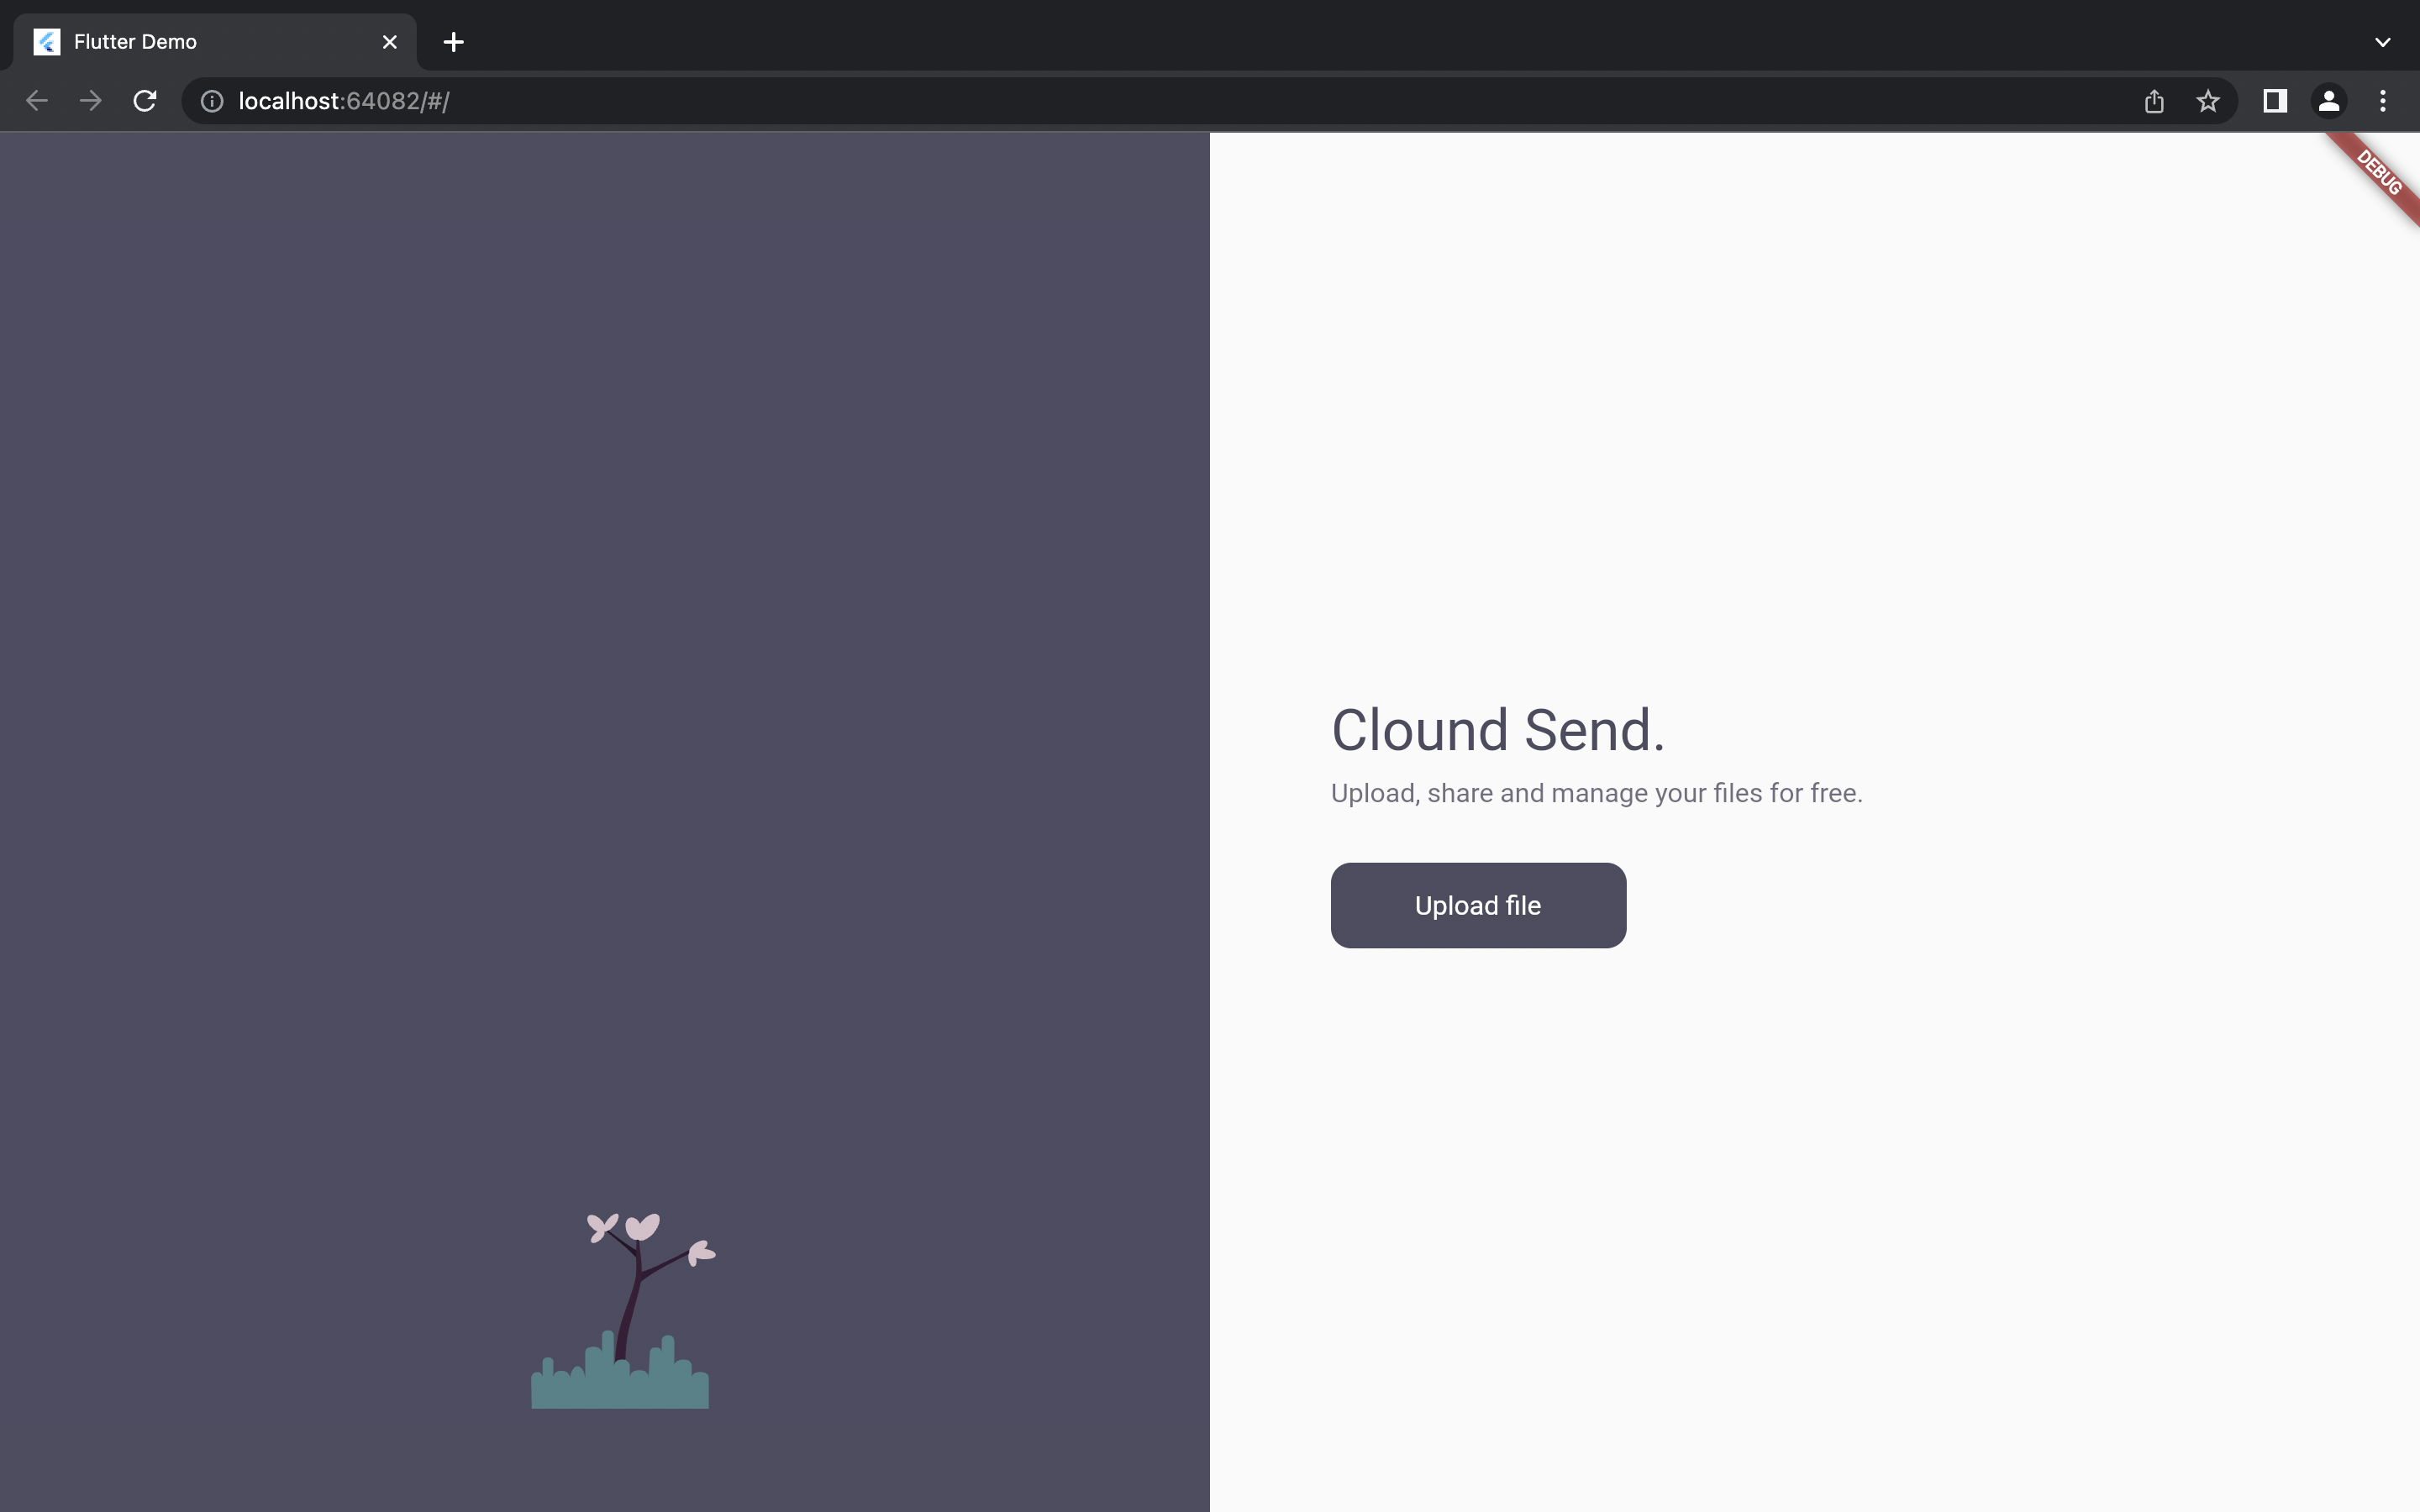 Flutter Demo
localhost:64082/#/
DEBUG
Clound Send.
Upload, share and manage your files for free.
Upload file